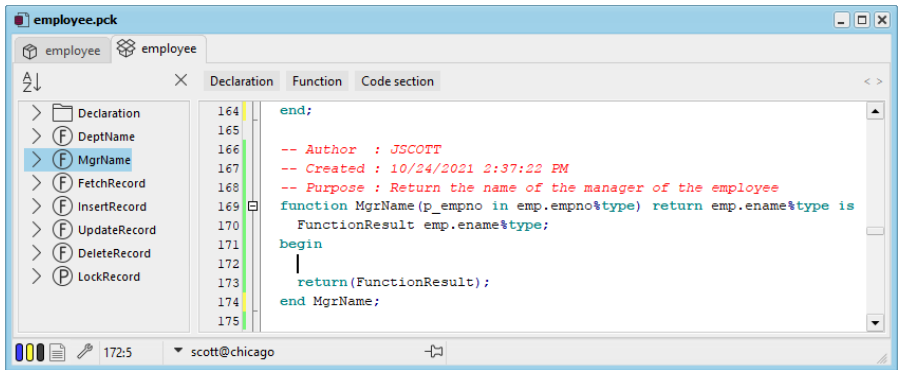 employee.pck
employee employee
A Z Declaration Function Code section < >
Declaration
F DeptName
F MgrName
F FetchRecord
F InsertRecord
F UpdateRecord
F DeleteRecord
P LockRecord
164 end;
165
166 -- Author : JSCOTT
167 -- Created : 10/24/2021 2:37:22 PM
168 -- Purpose : Return the name of the manager of the employee
169 function MgrName(p_empno in emp.empno%type) return emp.ename%type is
170 FunctionResult emp.ename%type;
171 begin
172
173 return(FunctionResult);
174 end MgrName;
175
172:5 scott@chicago